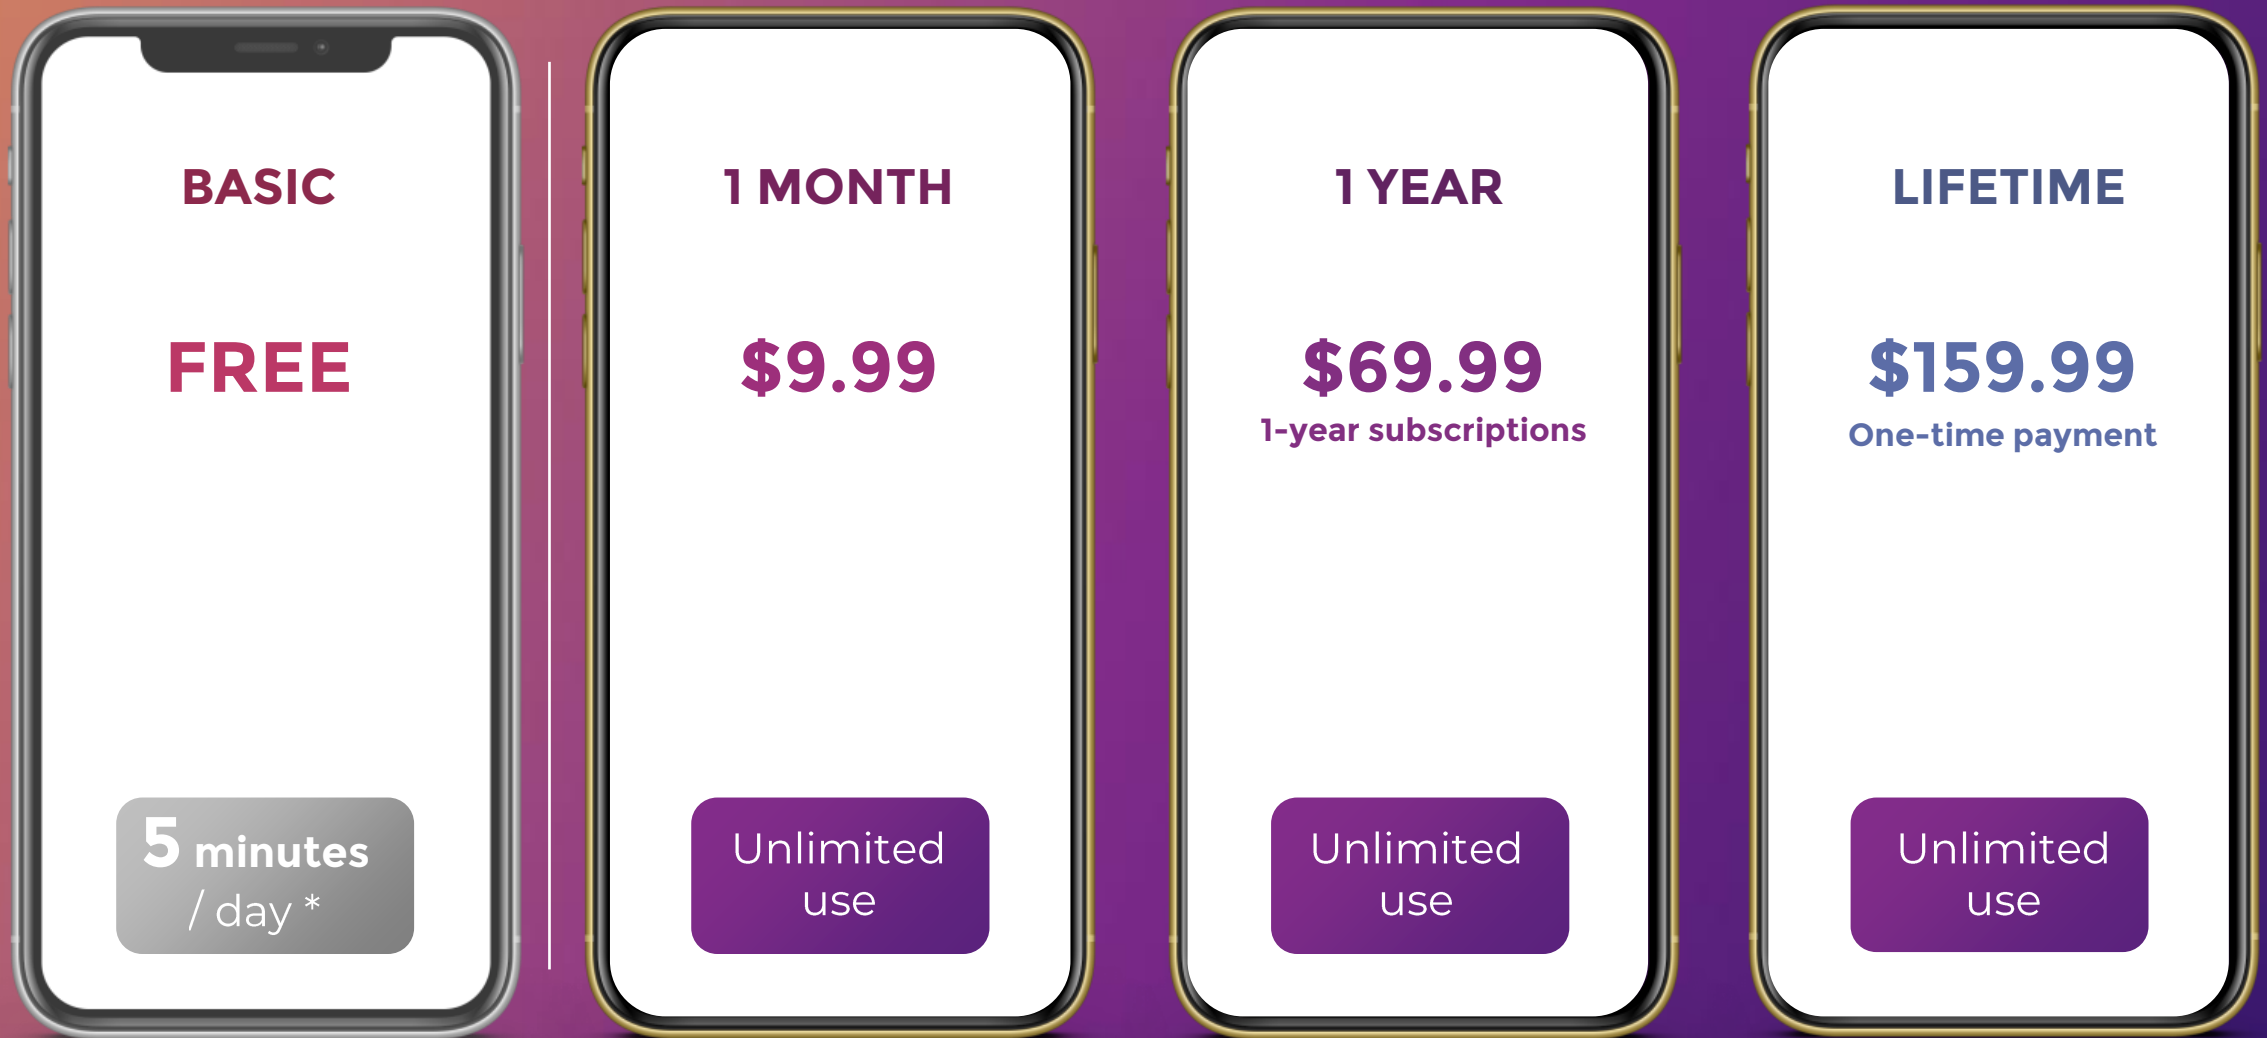 BASIC
FREE
5 minutes
/ day *
1 MONTH
$9.99
Unlimited
use
1 YEAR
$69.99
1-year subscriptions
Unlimited
use
LIFETIME
$159.99
One-time payment
Unlimited
use